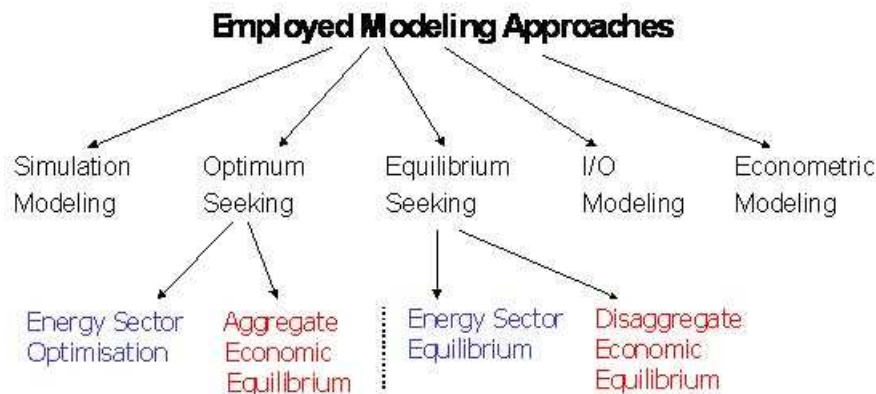 Employed Modeling Approaches
Simulation
Modeling
Optimum
Seeking
Equilibrium
Seeking
I/O
Modeling
Econometric
Modeling
Energy Sector
Optimisation
Aggregate
Economic
Equilibrium
Energy Sector
Equilibrium
Disaggregate
Economic
Equilibrium